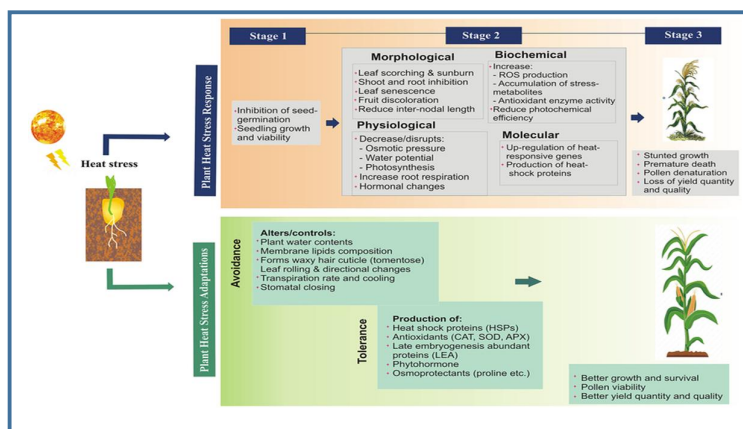 Stage 1
Stage 2
Stage 3
Plant Heat Stress Response
Heat stress
• Inhibition of seed-
germination
• Seedling growth
and viability
Morphological
• Leaf scorching & sunburn
• Shoot and root inhibition
• Leaf senescence
• Fruit discoloration
• Reduce inter-nodal length
Physiological
• Decrease/disrupts:
- Osmotic pressure
- Water potential
- Photosynthesis
• Increase root respiration
• Hormonal changes
Biochemical
• Increase:
- ROS production
- Accumulation of stress-
metabolites
- Antioxidant enzyme activity
• Reduce photochemical
efficiency
Molecular
• Up-regulation of heat-
responsive genes
• Production of heat-
shock proteins
• Stunted growth
• Premature death
• Pollen denaturation
• Loss of yield quantity
and quality
Plant Heat Stress Adaptations
Avoidance
Alters/controls:
• Plant water contents
• Membrane lipids composition
• Forms waxy hair cuticle (tomentose)
Leaf rolling & directional changes
• Transpiration rate and cooling
• Stomatal closing
Tolerance
Production of:
• Heat shock proteins (HSPs)
• Antioxidants (CAT, SOD, APX)
• Late embryogenesis abundant
proteins (LEA)
• Phytohormone
• Osmoprotectants (proline etc.)
• Better growth and survival
• Pollen viability
• Better yield quantity and quality